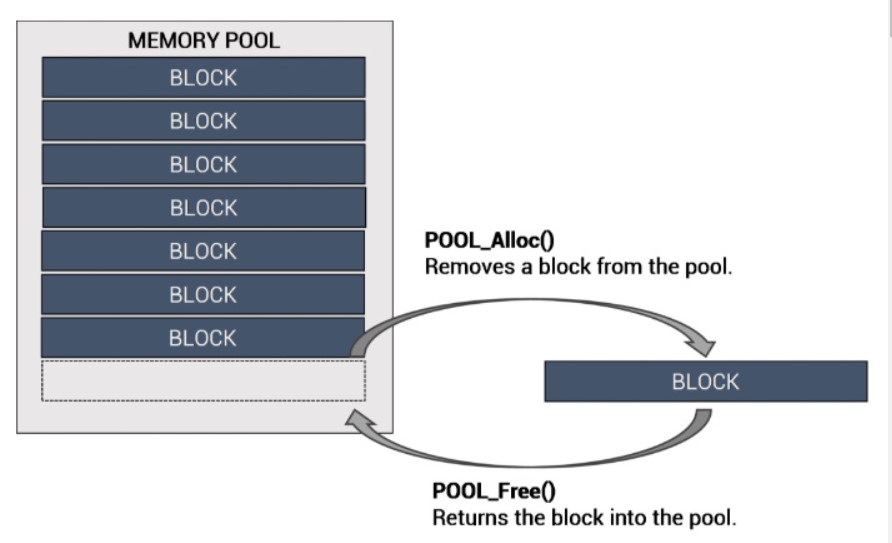 MEMORY POOL
BLOCK
BLOCK
BLOCK
BLOCK
BLOCK
BLOCK
BLOCK
POOL_Alloc()
Removes a block from the pool.
BLOCK
POOL_Free()
Returns the block into the pool.